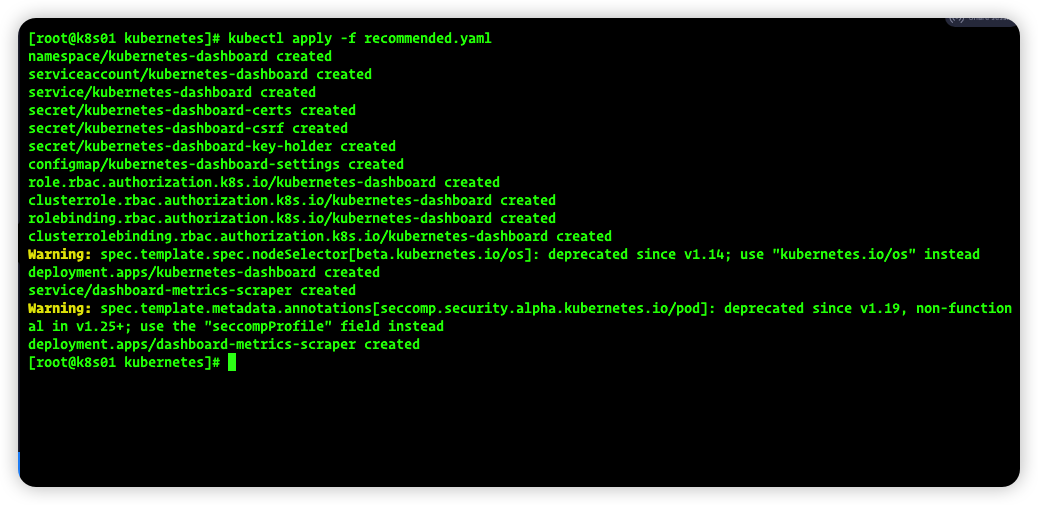 [root@k8s01 kubernetes]# kubectl apply -f recommended.yaml
namespace/kubernetes-dashboard created
serviceaccount/kubernetes-dashboard created
service/kubernetes-dashboard created
secret/kubernetes-dashboard-certs created
secret/kubernetes-dashboard-csrf created
secret/kubernetes-dashboard-key-holder created
configmap/kubernetes-dashboard-settings created
role.rbac.authorization.k8s.io/kubernetes-dashboard created
clusterrole.rbac.authorization.k8s.io/kubernetes-dashboard created
rolebinding.rbac.authorization.k8s.io/kubernetes-dashboard created
clusterrolebinding.rbac.authorization.k8s.io/kubernetes-dashboard created
Warning: spec.template.spec.nodeSelector[beta.kubernetes.io/os]: deprecated since v1.14; use "kubernetes.io/os" instead
deployment.apps/kubernetes-dashboard created
service/dashboard-metrics-scraper created
Warning: spec.template.metadata.annotations[seccomp.security.alpha.kubernetes.io/pod]: deprecated since v1.19, non-function
al in v1.25+; use the "seccompProfile" field instead
deployment.apps/dashboard-metrics-scraper created
[root@k8s01 kubernetes]#